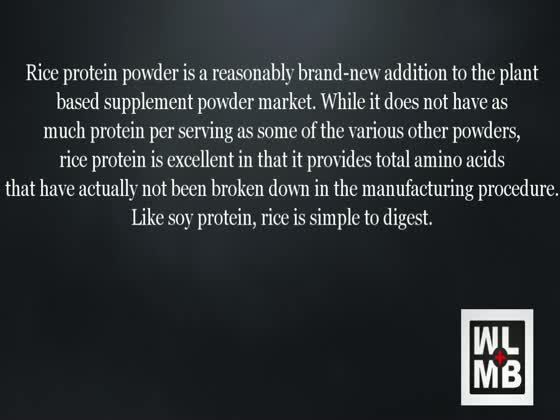 Rice protein powder is a reasonably brand-new addition to the plant
based supplement powder market. While it does not have as
much protein per serving as some of the various other powders,
rice protein is excellent in that it provides total amino acids
that have actually not been broken down in the manufacturing procedure.
Like soy protein, rice is simple to digest.
WL
MB